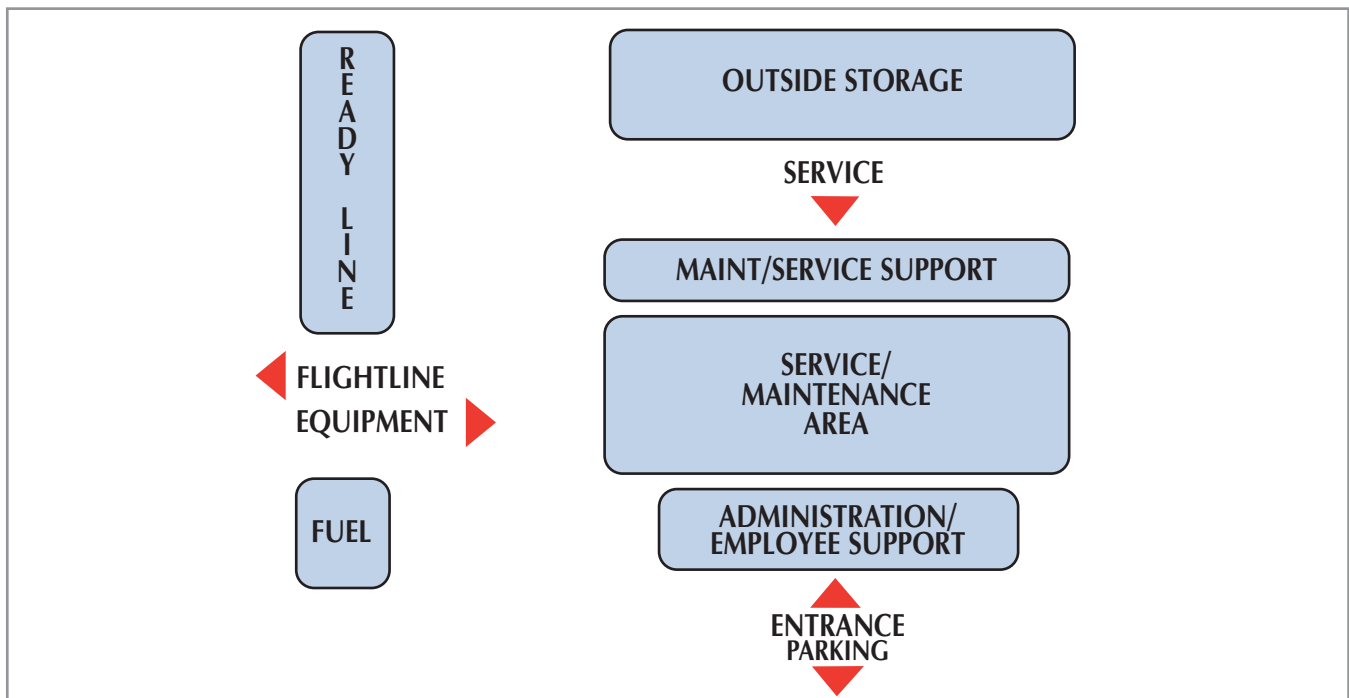 READY LINE
OUTSIDE STORAGE
SERVICE
MAINT/SERVICE SUPPORT
SERVICE/
MAINTENANCE
AREA
FLIGHTLINE
EQUIPMENT
FUEL
ADMINISTRATION/
EMPLOYEE SUPPORT
ENTRANCE
PARKING